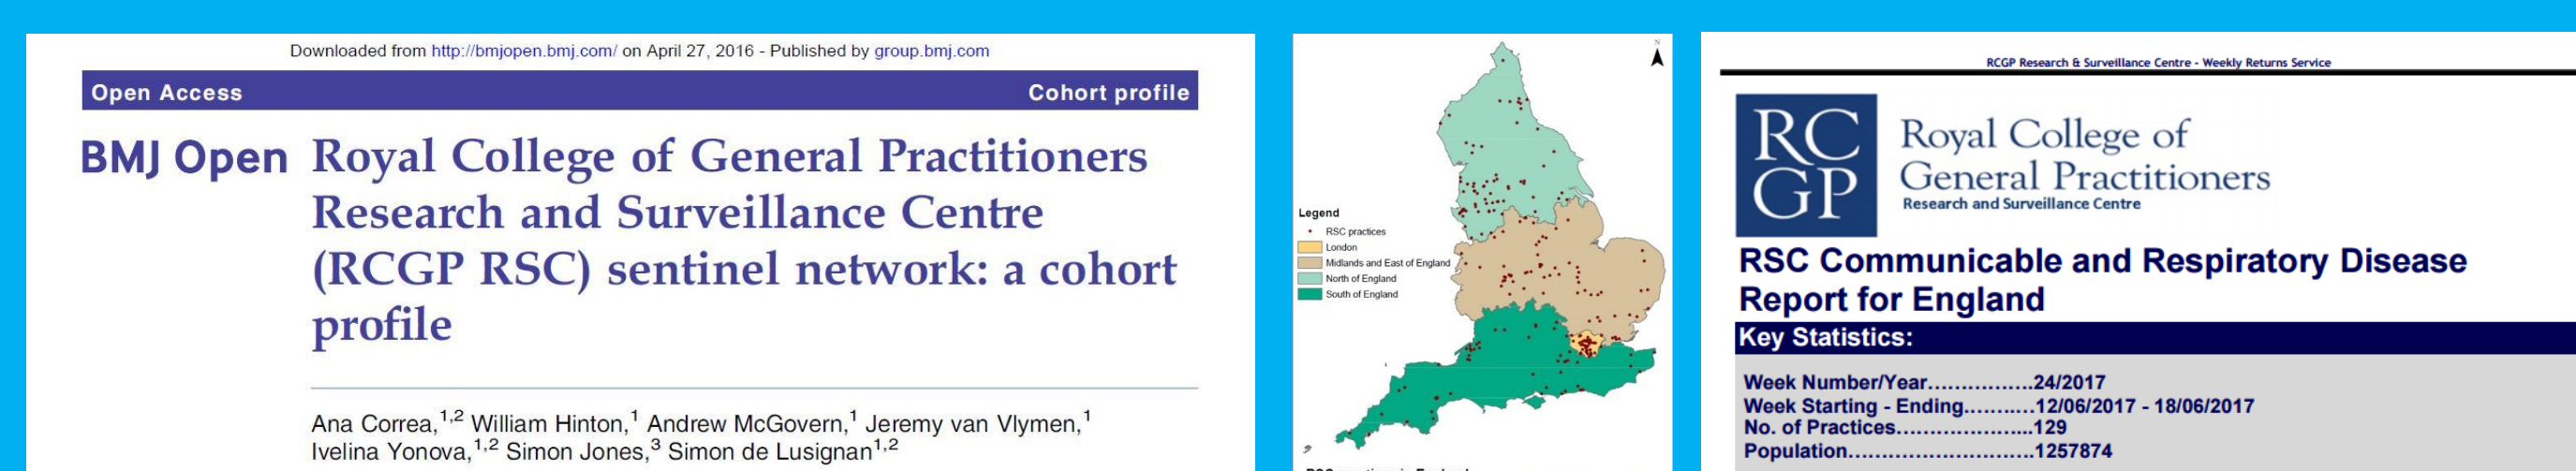 Downloaded from http://bmjopen.bmj.com/ on April 27, 2016 - Published by group.bmj.com
Open Access Cohort profile
BMJ Open Royal College of General Practitioners
Research and Surveillance Centre
(RCGP RSC) sentinel network: a cohort
profile
Ana Correa,1,2 William Hinton,1 Andrew McGovern,1 Jeremy van Vlymen,1
Ivelina Yonova,1,2 Simon Jones,3 Simon de Lusignan1,2
N
Legend
RSC practices
London
Midlands and East of England
North of England
South of England
RCGP Research & Surveillance Centre - Weekly Returns Service
RC
GP
Royal College of
General Practitioners
Research and Surveillance Centre
RSC Communicable and Respiratory Disease
Report for England
Key Statistics:
Week Number/Year................24/2017
Week Starting - Ending...........12/06/2017 - 18/06/2017
No. of Practices.....................129
Population...........................1257874